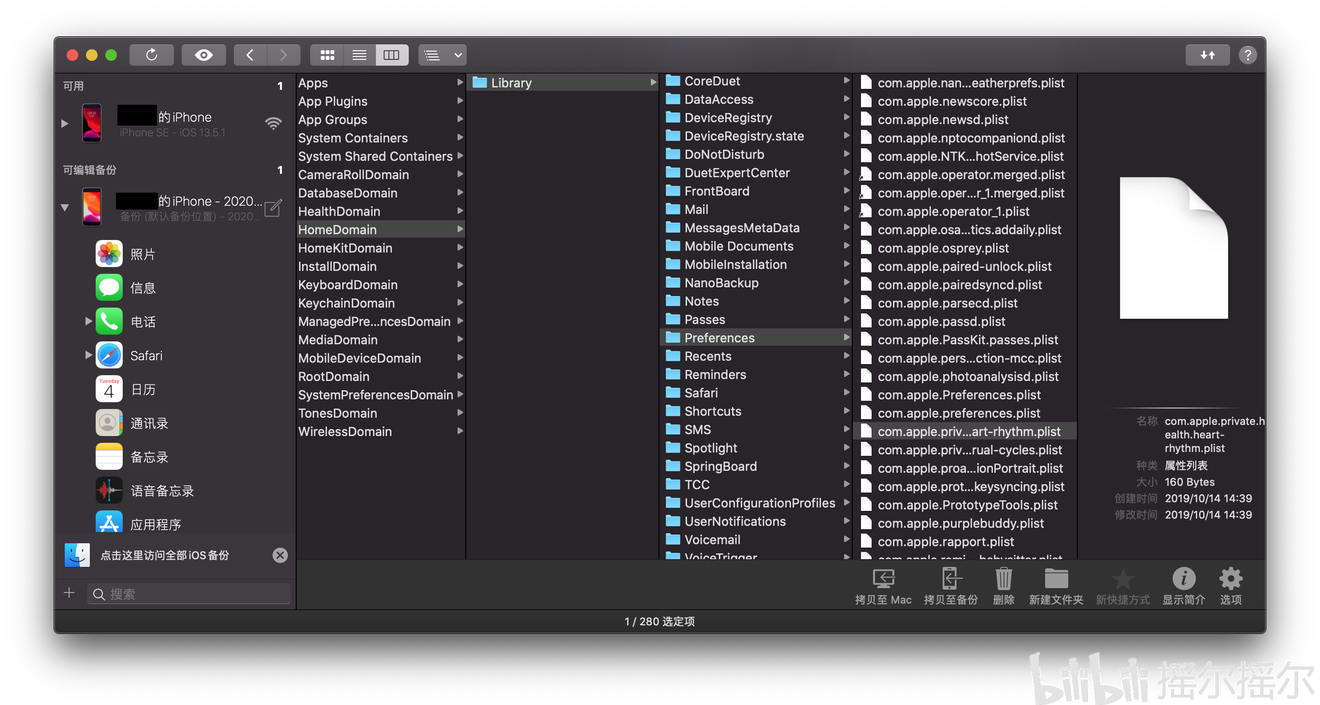 可用 1
的iPhone
iPhone SE - iOS 13.5.1
可编辑备份 1
的iPhone - 2020...
备份 (默认备份位置) - 2020...
照片
信息
电话
Safari
Tuesday
4
日历
通讯录
备忘录
语音备忘录
应用程序
点击这里访问全部iOS备份
搜索
Apps
App Plugins
App Groups
System Containers
System Shared Containers
CameraRollDomain
DatabaseDomain
HealthDomain
HomeDomain
HomeKitDomain
InstallDomain
KeyboardDomain
KeychainDomain
ManagedPre...ncesDomain
MediaDomain
MobileDeviceDomain
RootDomain
SystemPreferencesDomain
TonesDomain
WirelessDomain
Library
CoreDuet
DataAccess
DeviceRegistry
DeviceRegistry.state
DoNotDisturb
DuetExpertCenter
FrontBoard
Mail
MessagesMetaData
Mobile Documents
MobileInstallation
NanoBackup
Notes
Passes
Preferences
Recents
Reminders
Safari
Shortcuts
SMS
Spotlight
SpringBoard
TCC
UserConfigurationProfiles
UserNotifications
Voicemail
VoiceTrigger
com.apple.nan...eatherprefs.plist
com.apple.newscore.plist
com.apple.newsd.plist
com.apple.nptocompaniond.plist
com.apple.NTK...hotService.plist
com.apple.operator.merged.plist
com.apple.oper...r_1.merged.plist
com.apple.operator_1.plist
com.apple.osa...tics.addaily.plist
com.apple.osprey.plist
com.apple.paired-unlock.plist
com.apple.pairedsyncd.plist
com.apple.parsecd.plist
com.apple.passd.plist
com.apple.PassKit.passes.plist
com.apple.pers...ction-mcc.plist
com.apple.photoanalysisd.plist
com.apple.Preferences.plist
com.apple.preferences.plist
com.apple.priv...art-rhythm.plist
com.apple.priv...rual-cycles.plist
com.apple.proa...ionPortrait.plist
com.apple.prot...keysyncing.plist
com.apple.PrototypeTools.plist
com.apple.purplebuddy.plist
com.apple.rapport.plist
名称 com.apple.private.h
ealth.heart-
rhythm.plist
种类 属性列表
大小 160 Bytes
创建时间 2019/10/14 14:39
修改时间 2019/10/14 14:39
拷贝至 Mac 拷贝至备份 删除 新建文件夹 新快捷方式 显示简介 选项
1 / 280 选定项
bilibili 摇尔摇尔